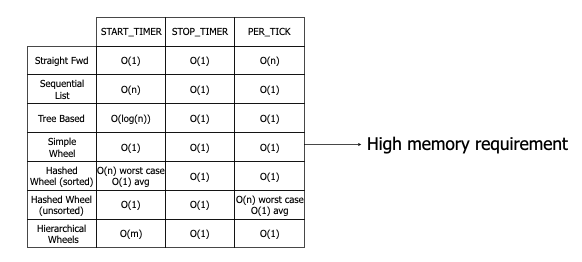 START_TIMER STOP_TIMER PER_TICK
Straight Fwd O(1) O(1) O(n)
Sequential
List O(n) O(1) O(1)
Tree Based O(log(n)) O(1) O(1)
Simple
Wheel O(1) O(1) O(1) High memory requirement
Hashed
Wheel (sorted) O(n) worst case
O(1) avg O(1) O(1)
Hashed Wheel
(unsorted) O(1) O(1) O(n) worst case
O(1) avg
Hierarchical
Wheels O(m) O(1) O(1)